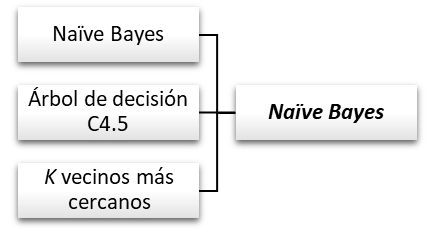 Naïve Bayes
Árbol de decisión
C4.5
K vecinos más
cercanos
Naïve Bayes